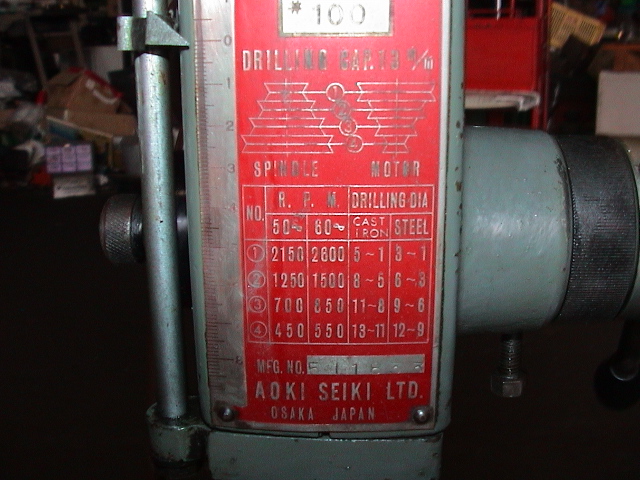 *100
DRILLING CAP. 13 m/m
① 
②
③
④
SPINDLE MOTOR
NO. R. P. M. DRILLING DIA
50~ 60~ CAST IRON STEEL
① 2150 2600 5~1 3~1
② 1250 1500 8~5 6~3
③ 700 850 11~8 9~6
④ 450 550 13~11 12~9
MFG. NO.
AOKI SEIKI LTD.
OSAKA JAPAN
0
1
2
3
8